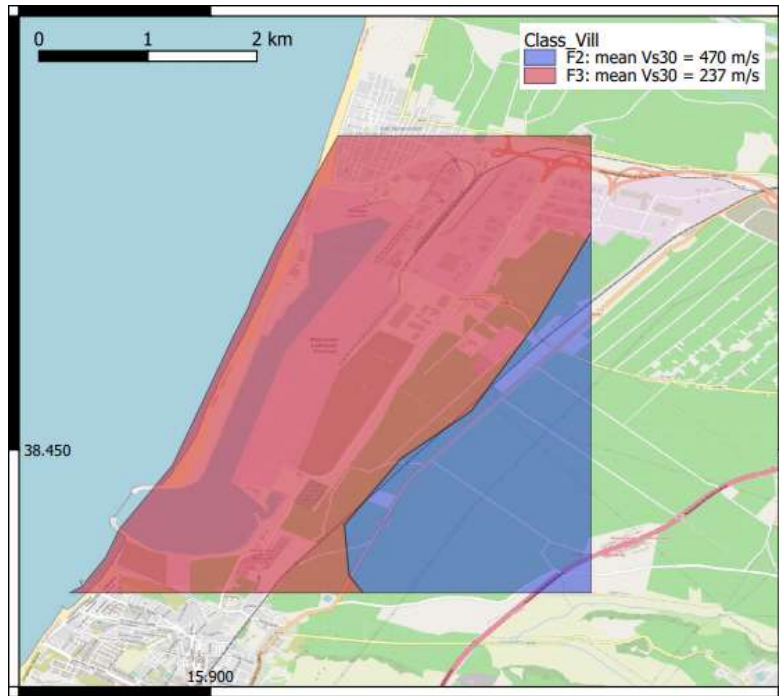 0 1 2 km
Class_Vill
F2: mean Vs30 = 470 m/s
F3: mean Vs30 = 237 m/s
38.450
15.900